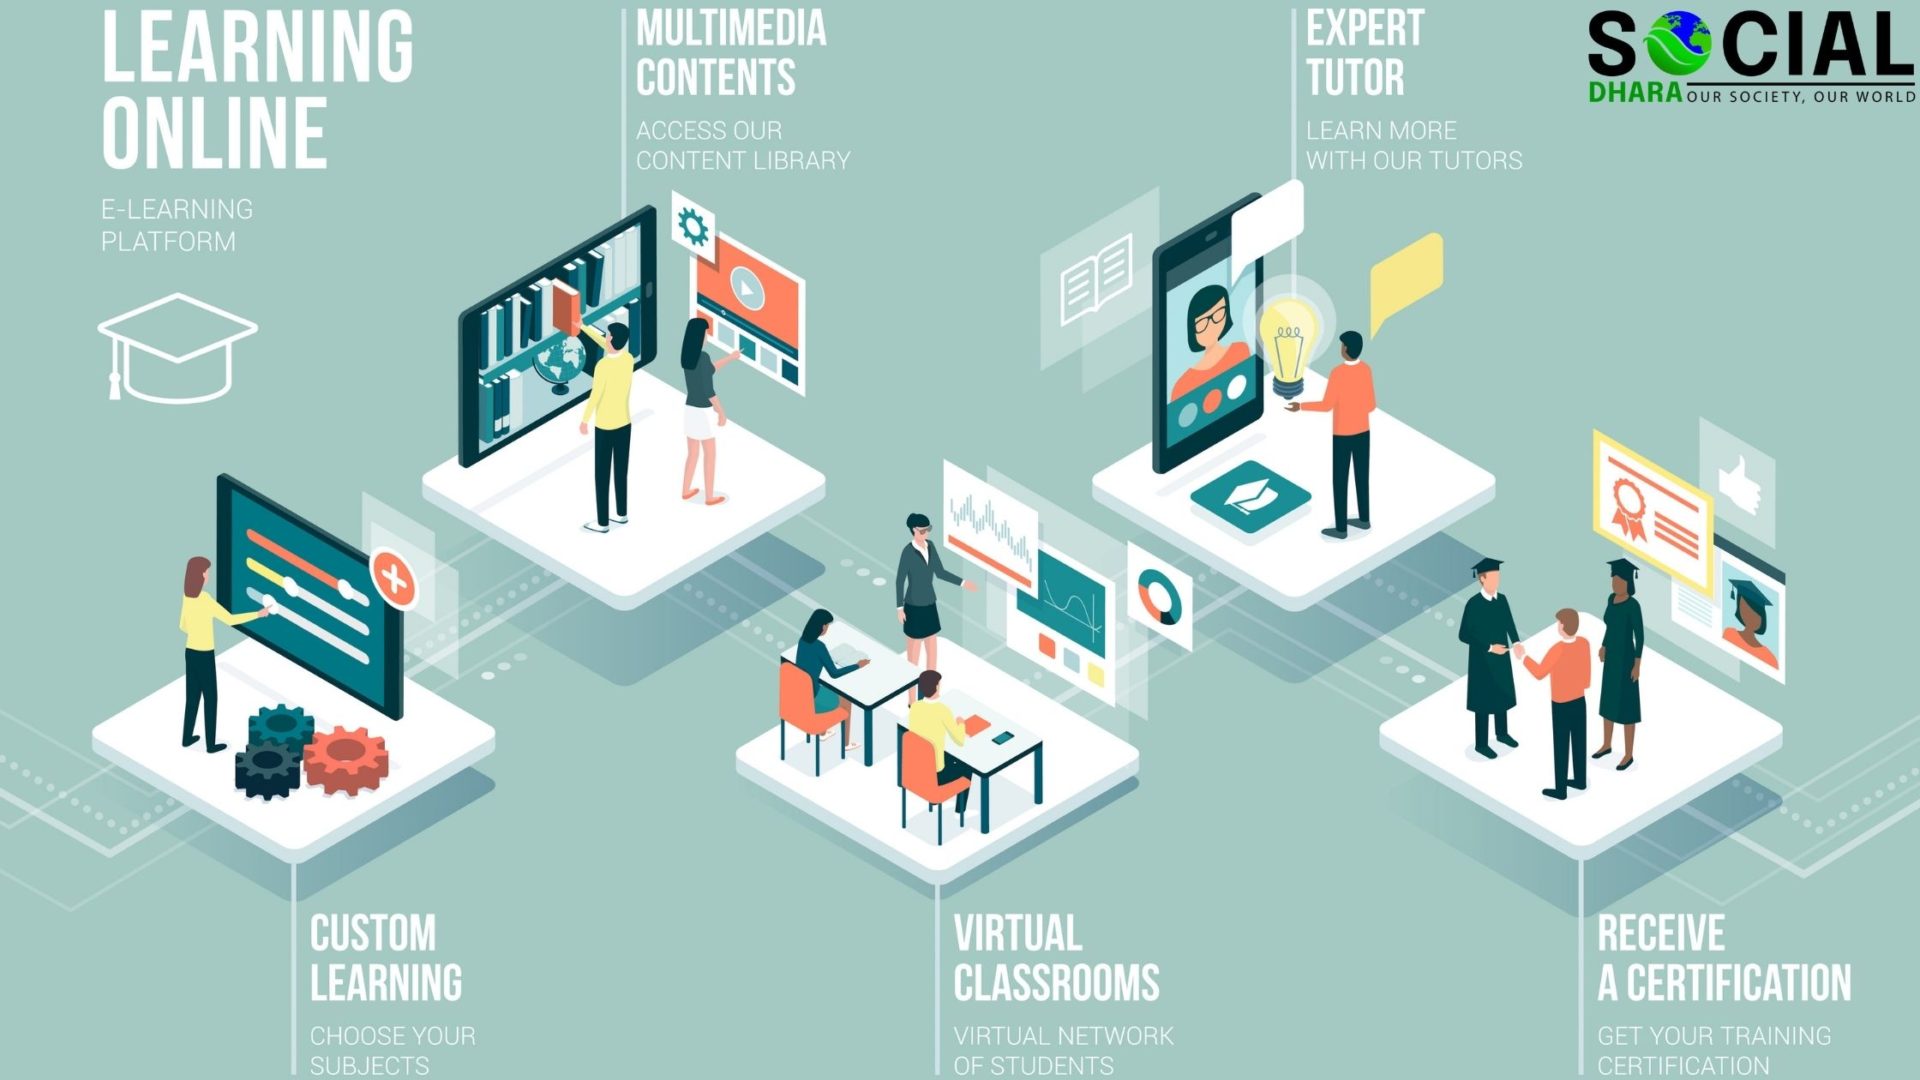 LEARNING
ONLINE
E-LEARNING
PLATFORM
MULTIMEDIA
CONTENTS
ACCESS OUR
CONTENT LIBRARY
EXPERT
TUTOR
LEARN MORE
WITH OUR TUTORS
SOCIAL
DHARA OUR SOCIETY, OUR WORLD
CUSTOM
LEARNING
CHOOSE YOUR
SUBJECTS
VIRTUAL
CLASSROOMS
VIRTUAL NETWORK
OF STUDENTS
RECEIVE
A CERTIFICATION
GET YOUR TRAINING
CERTIFICATION